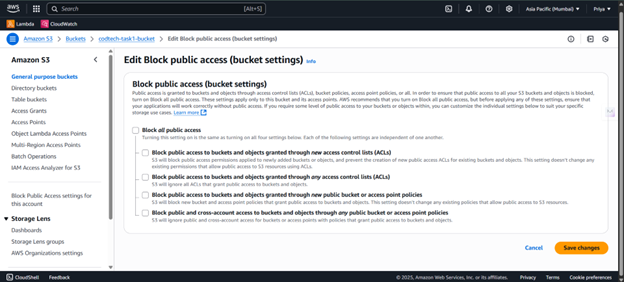 aws
Search
[Alt+S]
Asia Pacific (Mumbai)
Priya
Lambda
CloudWatch
Amazon S3 > Buckets > codtech-task1-bucket > Edit Block public access (bucket settings)
Amazon S3
General purpose buckets
Directory buckets
Table buckets
Access Grants
Access Points
Object Lambda Access Points
Multi-Region Access Points
Batch Operations
IAM Access Analyzer for S3
Block Public Access settings for
this account
Storage Lens
Dashboards
Storage Lens groups
AWS Organizations settings
Edit Block public access (bucket settings) Info
Block public access (bucket settings)
Public access is granted to buckets and objects through access control lists (ACLs), bucket policies, access point policies, or all. In order to ensure that public access to all your S3 buckets and objects is blocked,
turn on Block all public access. These settings apply only to this bucket and its access points. AWS recommends that you turn on Block all public access, but before applying any of these settings, ensure that
your applications will work correctly without public access. If you require some level of public access to your buckets or objects within, you can customize the individual settings below to suit your specific
storage use cases. Learn more
Block all public access
Turning this setting on is the same as turning on all four settings below. Each of the following settings are independent of one another.
Block public access to buckets and objects granted through new access control lists (ACLs)
S3 will block public access permissions applied to newly added buckets or objects, and prevent the creation of new public access ACLs for existing buckets and objects. This setting doesn't change any
existing permissions that allow public access to S3 resources using ACLs.
Block public access to buckets and objects granted through any access control lists (ACLs)
S3 will ignore all ACLs that grant public access to buckets and objects.
Block public access to buckets and objects granted through new public bucket or access point policies
S3 will block new bucket and access point policies that grant public access to buckets and objects. This setting doesn't change any existing policies that allow public access to S3 resources.
Block public and cross-account access to buckets and objects through any public bucket or access point policies
S3 will ignore public and cross-account access for buckets or access points with policies that grant public access to buckets and objects.
Cancel
Save changes
CloudShell
Feedback
© 2025, Amazon Web Services, Inc. or its affiliates.
Privacy
Terms
Cookie preferences